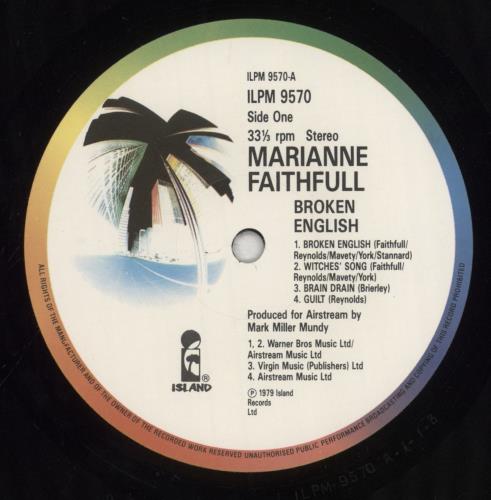 ILPM 9570-A
ILPM 9570
Side One
33⅓ rpm Stereo
MARIANNE
FAITHFULL
BROKEN
ENGLISH
1. BROKEN ENGLISH (Faithfull/
Reynolds/Mavety/York/Stannard)
2. WITCHES' SONG (Faithfull/
Reynolds/Mavety/York)
3. BRAIN DRAIN (Brierley)
4. GUILT (Reynolds)
Produced for Airstream by
Mark Miller Mundy
1, 2. Warner Bros Music Ltd/
Airstream Music Ltd
3. Virgin Music (Publishers) Ltd
4. Airstream Music Ltd
℗ 1979 Island
Records
Ltd
ISLAND®
ALL RIGHTS OF THE MANUFACTURER AND OF THE OWNER OF THE RECORDED WORK RESERVED UNAUTHORISED PUBLIC PERFORMANCE BROADCASTING AND COPYING OF THIS RECORD PROHIBITED
ILPM-9570